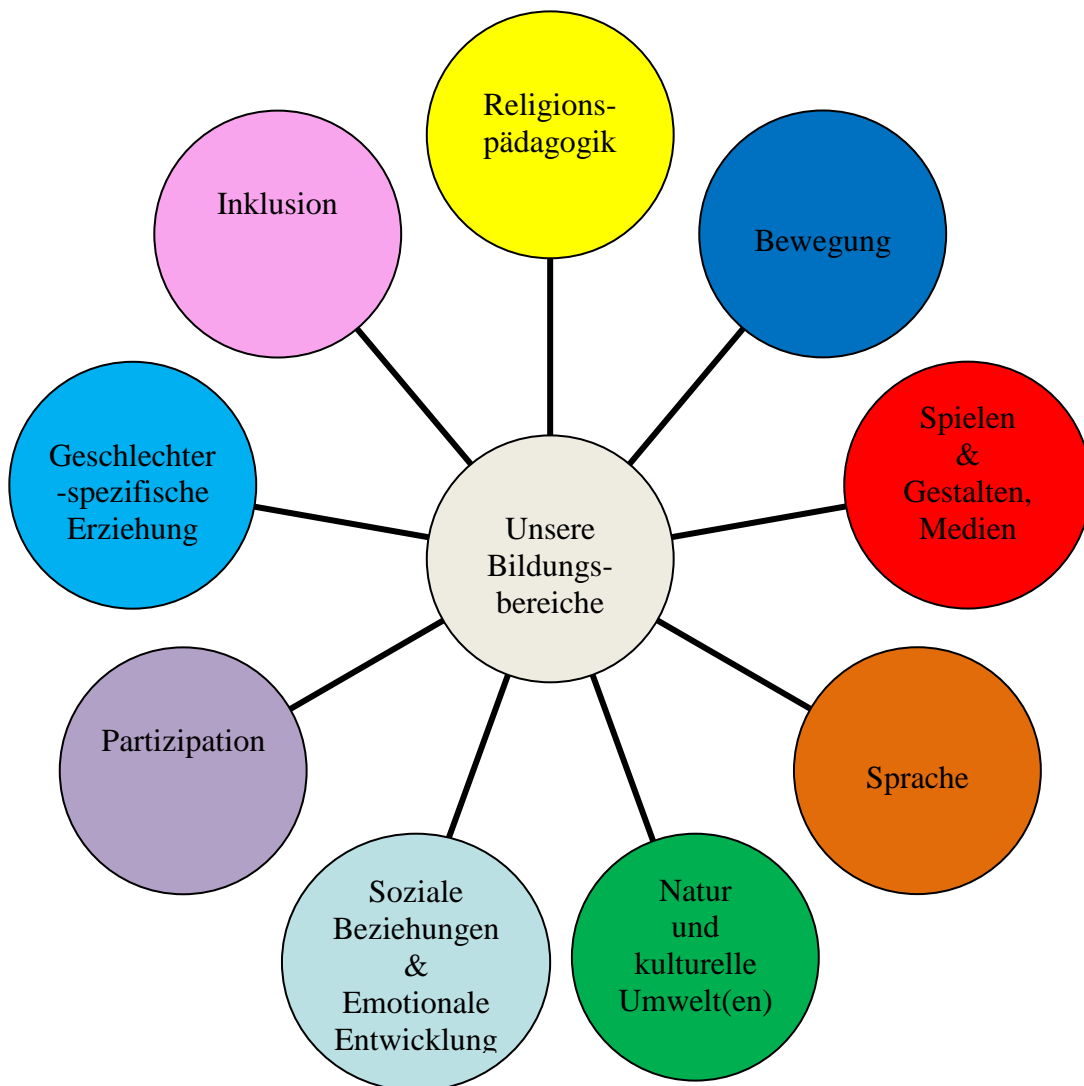 Religions-
pädagogik
Inklusion
Bewegung
Spielen
&
Gestalten,
Medien
Geschlechter
-spezifische
Erziehung
Unsere
Bildungs-
bereiche
Partizipation
Sprache
Soziale
Beziehungen
&
Emotionale
Entwicklung
Natur
und
kulturelle
Umwelt(en)